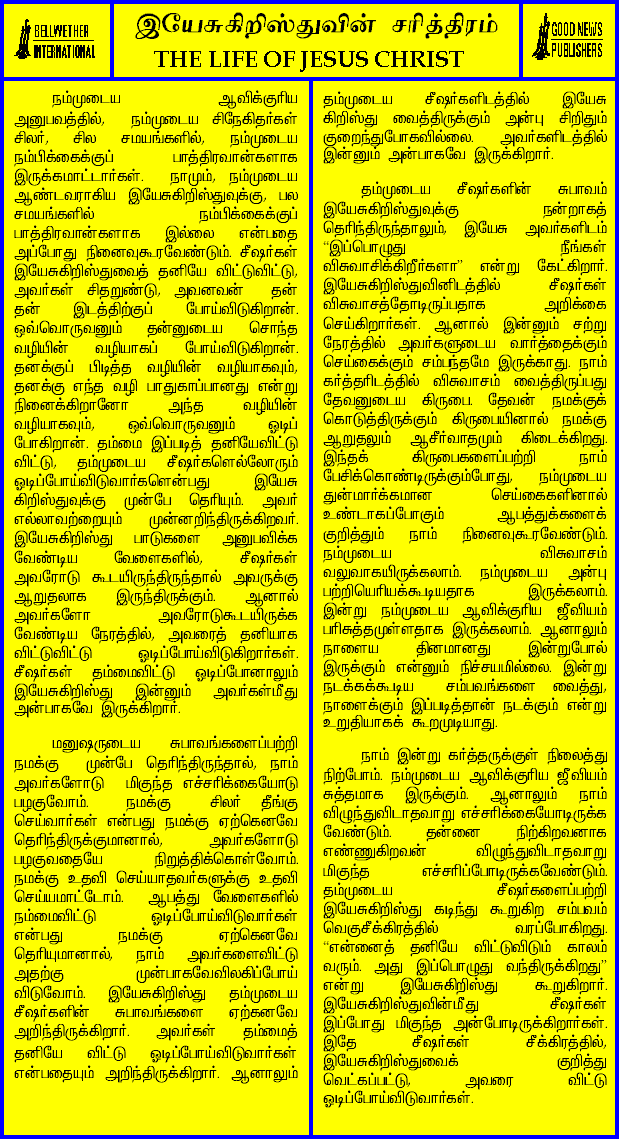 BELLWETHER
INTERNATIONAL
இயேசுகிறிஸ்துவின் சரித்திரம்
THE LIFE OF JESUS CHRIST
GOOD NEWS
PUBLISHERS
நம்முடைய ஆவிக்குரிய
அனுபவத்தில், நம்முடைய சிநேகிதர்கள்
சிலர், சில சமயங்களில், நம்முடைய
நம்பிக்கைக்குப் பாத்திரவான்களாக
இருக்கமாட்டார்கள். நாமும், நம்முடைய
ஆண்டவராகிய இயேசுகிறிஸ்துவுக்கு, பல
சமயங்களில் நம்பிக்கைக்குப்
பாத்திரவான்களாக இல்லை என்பதை
அப்போது நினைவுகூரவேண்டும். சீஷர்கள்
இயேசுகிறிஸ்துவைத் தனியே விட்டுவிட்டு,
அவர்கள் சிதறுண்டு, அவனவன் தன்
தன் இடத்திற்குப் போய்விடுகிறான்.
ஒவ்வொருவனும் தன்னுடைய சொந்த
வழியின் வழியாகப் போய்விடுகிறான்.
தனக்குப் பிடித்த வழியின் வழியாகவும்,
தனக்கு எந்த வழி பாதுகாப்பானது என்று
நினைக்கிறானோ அந்த வழியின்
வழியாகவும், ஒவ்வொருவனும் ஓடிப்
போகிறான். தம்மை இப்படித் தனியேவிட்டு
விட்டு, தம்முடைய சீஷர்களெல்லோரும்
ஓடிப்போய்விடுவார்களென்பது இயேசு
கிறிஸ்துவுக்கு முன்பே தெரியும். அவர்
எல்லாவற்றையும் முன்னறிந்திருக்கிறவர்.
இயேசுகிறிஸ்து பாடுகளை அனுபவிக்க
வேண்டிய வேளைகளில், சீஷர்கள்
அவரோடு கூடயிருந்திருந்தால் அவருக்கு
ஆறுதலாக இருந்திருக்கும். ஆனால்
அவர்களோ அவரோடுகூடயிருக்க
வேண்டிய நேரத்தில், அவரைத் தனியாக
விட்டுவிட்டு ஓடிப்போய்விடுகிறார்கள்.
சீஷர்கள் தம்மைவிட்டு ஓடிப்போனாலும்
இயேசுகிறிஸ்து இன்னும் அவர்கள்மீது
அன்பாகவே இருக்கிறார்.
மனுஷருடைய சுபாவங்களைப்பற்றி
நமக்கு முன்பே தெரிந்திருந்தால், நாம்
அவர்களோடு மிகுந்த எச்சரிக்கையோடு
பழகுவோம். நமக்கு சிலர் தீங்கு
செய்வார்கள் என்பது நமக்கு ஏற்கெனவே
தெரிந்திருக்குமானால், அவர்களோடு
பழகுவதையே நிறுத்திக்கொள்வோம்.
நமக்கு உதவி செய்யாதவர்களுக்கு உதவி
செய்யமாட்டோம். ஆபத்து வேளைகளில்
நம்மைவிட்டு ஓடிப்போய்விடுவார்கள்
என்பது நமக்கு ஏற்கெனவே
தெரியுமானால், நாம் அவர்களைவிட்டு
அதற்கு முன்பாகவேவிலகிப்போய்
விடுவோம். இயேசுகிறிஸ்து தம்முடைய
சீஷர்களின் சுபாவங்களை ஏற்கனவே
அறிந்திருக்கிறார். அவர்கள் தம்மைத்
தனியே விட்டு ஓடிப்போய்விடுவார்கள்
என்பதையும் அறிந்திருக்கிறார். ஆனாலும்
தம்முடைய சீஷர்களிடத்தில் இயேசு
கிறிஸ்து வைத்திருக்கும் அன்பு சிறிதும்
குறைந்துபோகவில்லை. அவர்களிடத்தில்
இன்னும் அன்பாகவே இருக்கிறார்.
தம்முடைய சீஷர்களின் சுபாவம்
இயேசுகிறிஸ்துவுக்கு நன்றாகத்
தெரிந்திருந்தாலும், இயேசு அவர்களிடம்
“இப்பொழுது நீங்கள்
விசுவாசிக்கிறீர்களா” என்று கேட்கிறார்.
இயேசுகிறிஸ்துவினிடத்தில் சீஷர்கள்
விசுவாசத்தோடிருப்பதாக அறிக்கை
செய்கிறார்கள். ஆனால் இன்னும் சற்று
நேரத்தில் அவர்களுடைய வார்த்தைக்கும்
செய்கைக்கும் சம்பந்தமே இருக்காது. நாம்
கர்த்தரிடத்தில் விசுவாசம் வைத்திருப்பது
தேவனுடைய கிருபை. தேவன் நமக்குக்
கொடுத்திருக்கும் கிருபையினால் நமக்கு
ஆறுதலும் ஆசீர்வாதமும் கிடைக்கிறது.
இந்தக் கிருபைகளைப்பற்றி நாம்
பேசிக்கொண்டிருக்கும்போது, நம்முடைய
துன்மார்க்கமான செய்கைகளினால்
உண்டாகப்போகும் ஆபத்துக்களைக்
குறித்தும் நாம் நினைவுகூரவேண்டும்.
நம்முடைய விசுவாசம்
வலுவாகயிருக்கலாம். நம்முடைய அன்பு
பற்றியெரியக்கூடியதாக இருக்கலாம்.
இன்று நம்முடைய ஆவிக்குரிய ஜீவியம்
பரிசுத்தமுள்ளதாக இருக்கலாம். ஆனாலும்
நாளைய தினமானது இன்றுபோல்
இருக்கும் என்னும் நிச்சயமில்லை. இன்று
நடக்கக்கூடிய சம்பவங்களை வைத்து,
நாளைக்கும் இப்படித்தான் நடக்கும் என்று
உறுதியாகக் கூறமுடியாது.
நாம் இன்று கர்த்தருக்குள் நிலைத்து
நிற்போம். நம்முடைய ஆவிக்குரிய ஜீவியம்
சுத்தமாக இருக்கும். ஆனாலும் நாம்
விழுந்துவிடாதவாறு எச்சரிக்கையோடிருக்க
வேண்டும். தன்னை நிற்கிறவனாக
எண்ணுகிறவன் விழுந்துவிடாதவாறு
மிகுந்த எச்சரிப்போடிருக்கவேண்டும்.
தம்முடைய சீஷர்களைப்பற்றி
இயேசுகிறிஸ்து கடிந்து கூறுகிற சம்பவம்
வெகுசீக்கிரத்தில் வரப்போகிறது.
“என்னைத் தனியே விட்டுவிடும் காலம்
வரும். அது இப்பொழுது வந்திருக்கிறது”
என்று இயேசுகிறிஸ்து கூறுகிறார்.
இயேசுகிறிஸ்துவின்மீது சீஷர்கள்
இப்போது மிகுந்த அன்போடிருக்கிறார்கள்.
இதே சீஷர்கள் சீக்கிரத்தில்,
இயேசுகிறிஸ்துவைக் குறித்து
வெட்கப்பட்டு, அவரை விட்டு
ஓடிப்போய்விடுவார்கள்.